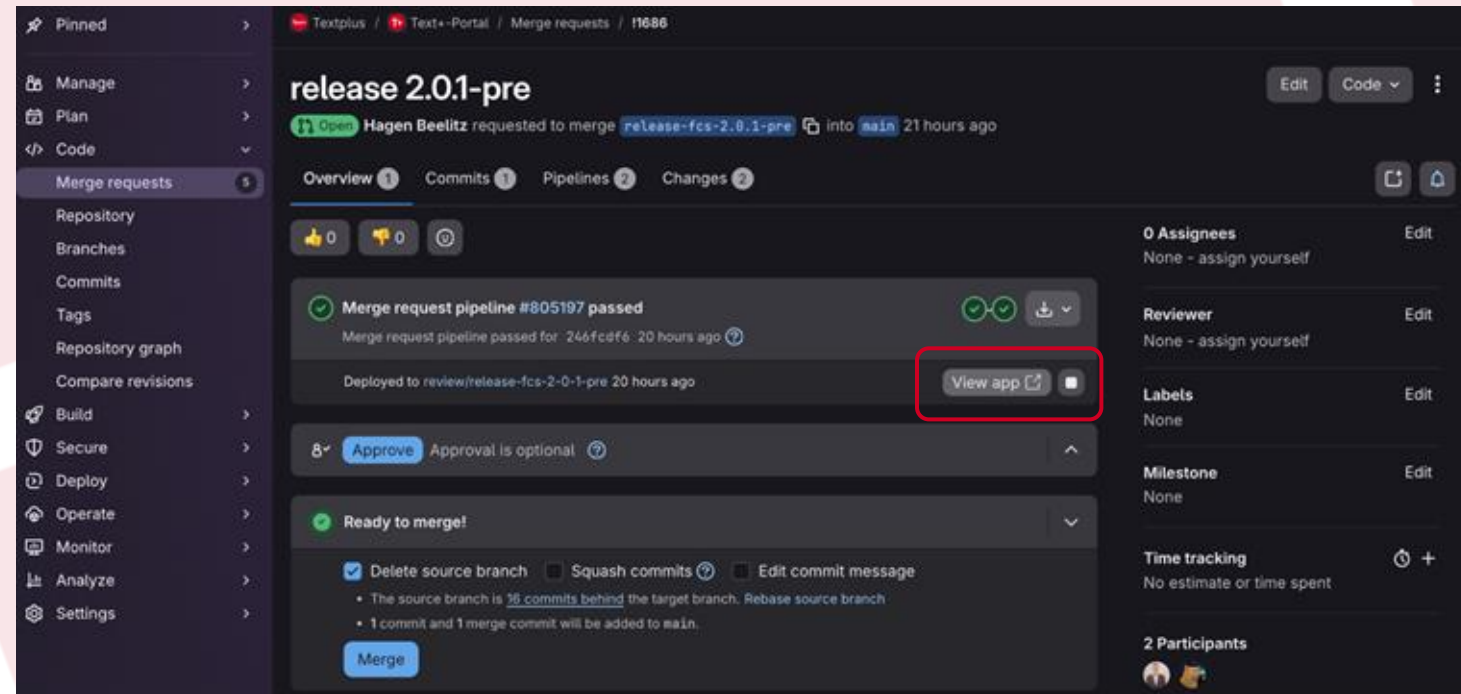 Pinned
Manage
Plan
Code
Merge requests 5
Repository
Branches
Commits
Tags
Repository graph
Compare revisions
Build
Secure
Deploy
Operate
Monitor
Analyze
Settings
Textplus / Text+-Portal / Merge requests / !1686
release 2.0.1-pre
Edit Code
Open Hagen Beelitz requested to merge release-fcs-2.0.1-pre into main 21 hours ago
Overview 1 Commits 1 Pipelines 2 Changes 2
0 0
Merge request pipeline #805197 passed
Merge request pipeline passed for 246fcdf6 20 hours ago
Deployed to review/release-fcs-2-0-1-pre 20 hours ago View app
Approve Approval is optional
Ready to merge!
Delete source branch Squash commits Edit commit message
• The source branch is 16 commits behind the target branch. Rebase source branch
• 1 commit and 1 merge commit will be added to main.
Merge
0 Assignees Edit
None - assign yourself
Reviewer Edit
None - assign yourself
Labels Edit
None
Milestone Edit
None
Time tracking +
No estimate or time spent
2 Participants